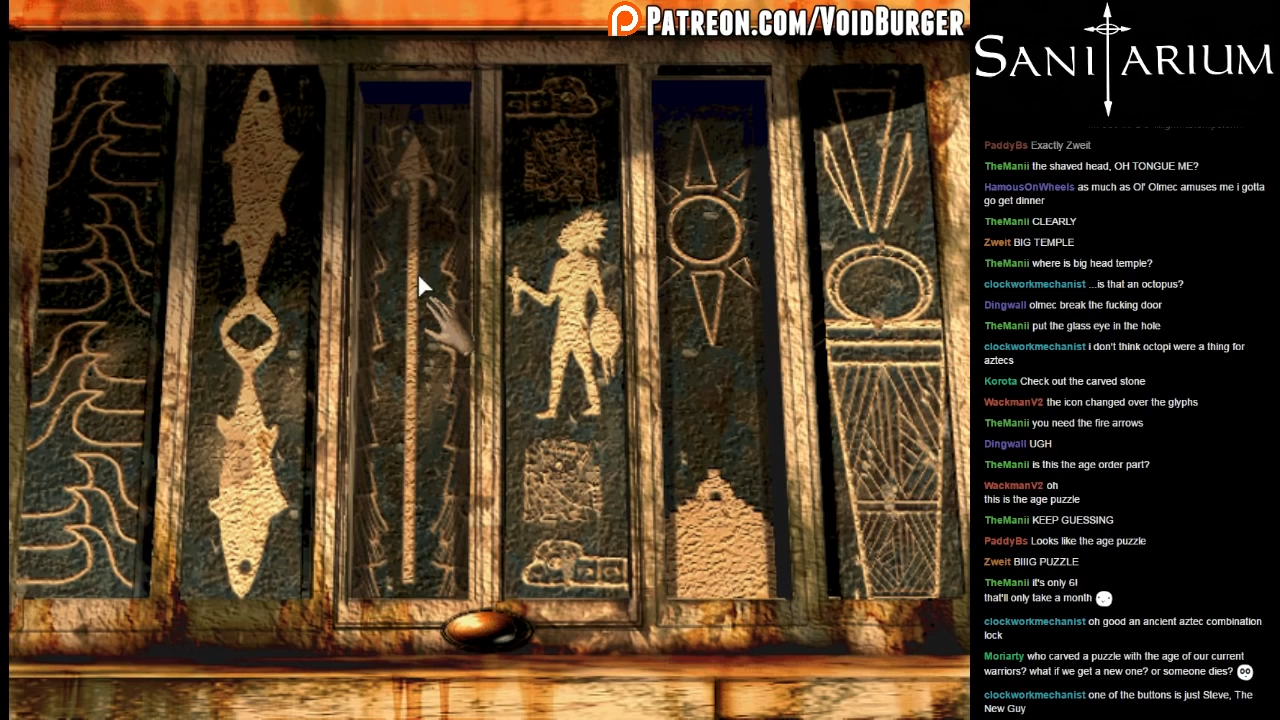 PATREON.COM/VOIDBURGER
SANITARIUM
PaddyBs Exactly Zweit
TheManii the shaved head, OH TONGUE ME?
HamousOnWheels as much as Ol' Olmec amuses me i gotta
go get dinner
TheManii CLEARLY
Zweit BIG TEMPLE
TheManii where is big head temple?
clockworkmechanist ...is that an octopus?
Dingwall olmec break the fucking door
TheManii put the glass eye in the hole
clockworkmechanist i don't think octopi were a thing for
aztecs
Korota Check out the carved stone
WackmanV2 the icon changed over the glyphs
TheManii you need the fire arrows
Dingwall UGH
TheManii is this the age order part?
WackmanV2 oh
this is the age puzzle
TheManii KEEP GUESSING
PaddyBs Looks like the age puzzle
Zweit BIIIG PUZZLE
TheManii it's only 6!
that'll only take a month
clockworkmechanist oh good an ancient aztec combination
lock
Moriarty who carved a puzzle with the age of our current
warriors? what if we get a new one? or someone dies?
clockworkmechanist one of the buttons is just Steve, The
New Guy